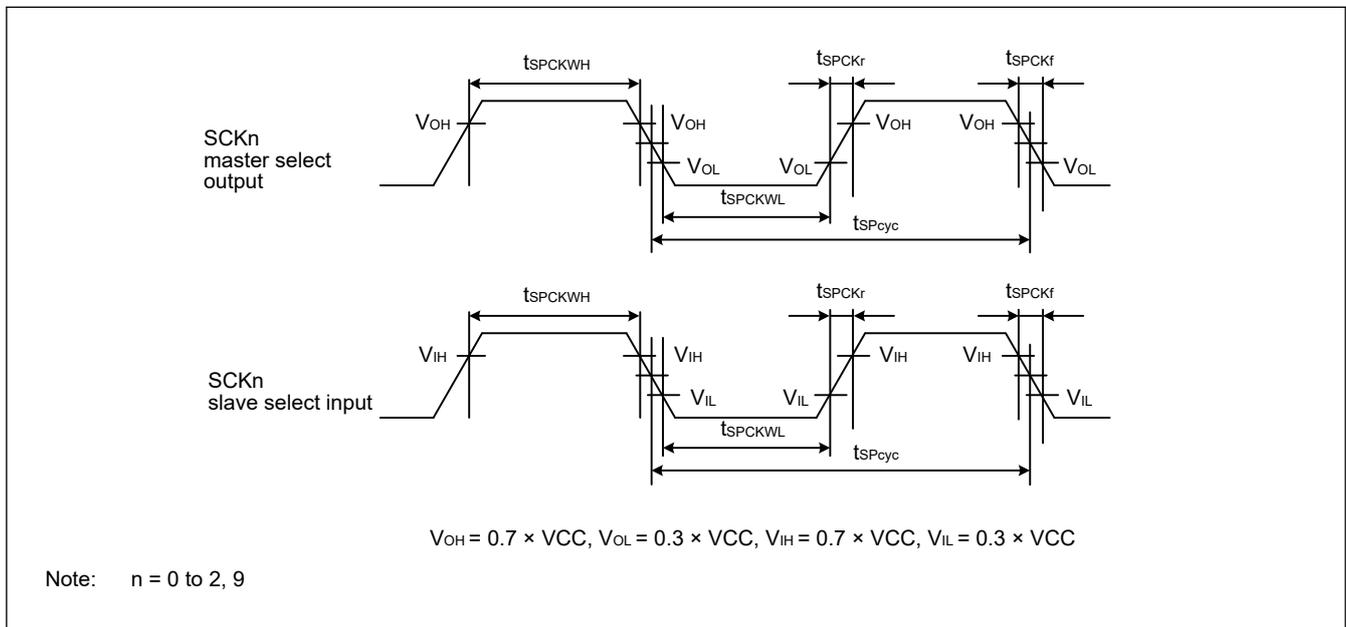 tSPCKWH
tSPCKr
tSPCKf
VOH
VOH
VOH
VOH
SCKn
master select
output
VOL
VOL
VOL
tSPCKWL
tSPcyc
tSPCKWH
tSPCKr
tSPCKf
VIH
VIH
VIH
VIH
SCKn
slave select input
VIL
VIL
VIL
tSPCKWL
tSPcyc
VOH = 0.7 × VCC, VOL = 0.3 × VCC, VIH = 0.7 × VCC, VIL = 0.3 × VCC
Note: n = 0 to 2, 9